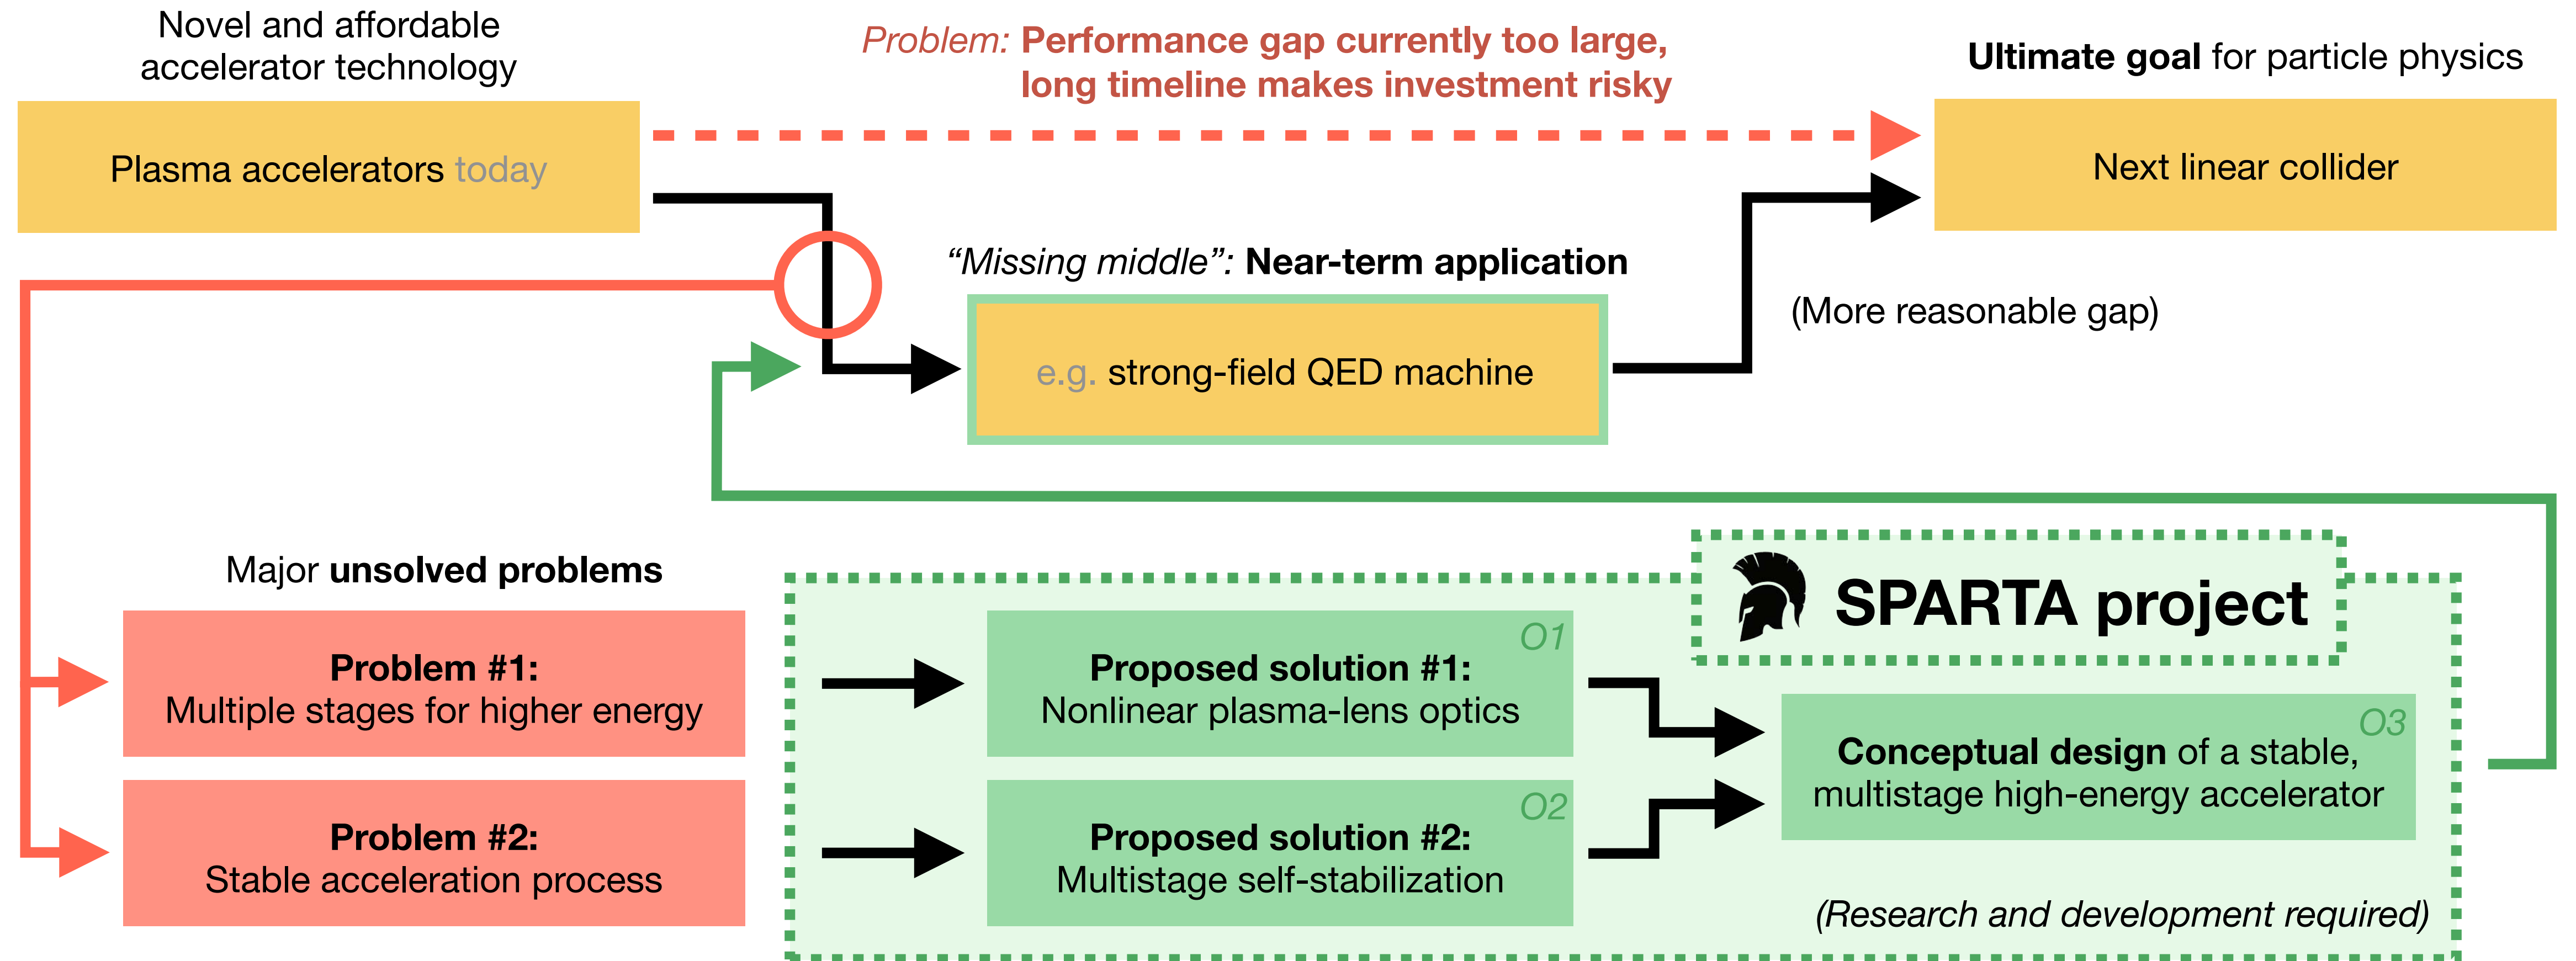 Novel and affordable
accelerator technology
Plasma accelerators today
Problem: Performance gap currently too large,
long timeline makes investment risky
Ultimate goal for particle physics
Next linear collider
“Missing middle”: Near-term application
e.g. strong-field QED machine
(More reasonable gap)
Major unsolved problems
Problem #1:
Multiple stages for higher energy
Problem #2:
Stable acceleration process
SPARTA project
O1
Proposed solution #1:
Nonlinear plasma-lens optics
O2
Proposed solution #2:
Multistage self-stabilization
O3
Conceptual design of a stable,
multistage high-energy accelerator
(Research and development required)